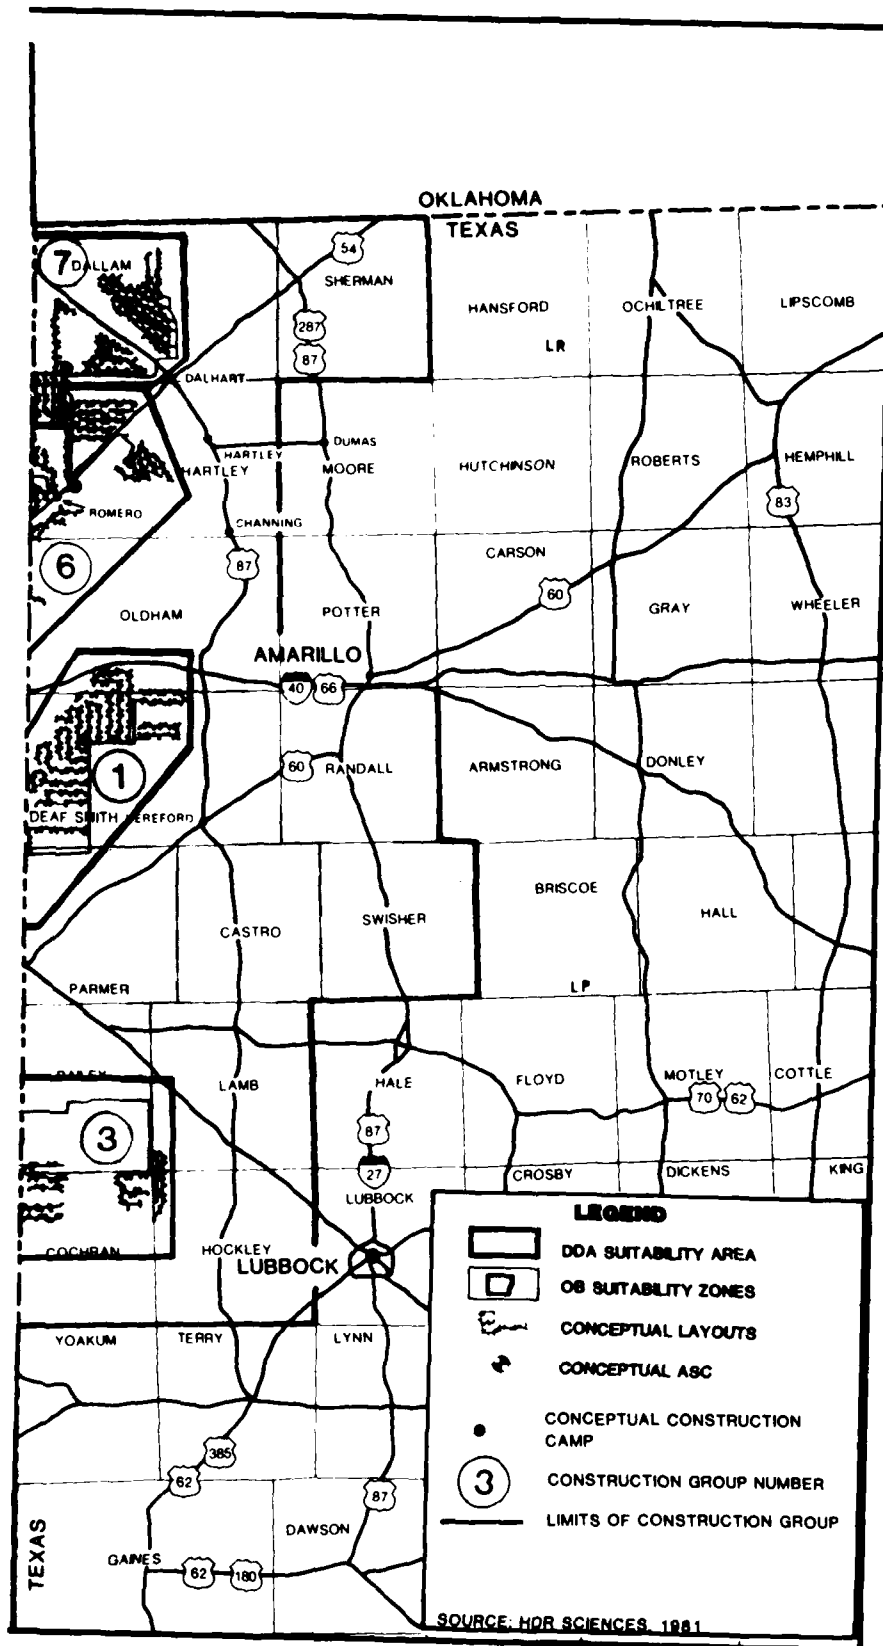 OKLAHOMA
TEXAS
54
7
DALLAM
SHERMAN
HANSFORD
OCHILTREE
LIPSCOMB
287
87
LR
DALHART
DUMAS
HARTLEY
HARTLEY
MOORE
HUTCHINSON
ROBERTS
HEMPHILL
83
ROMERO
CHANNING
CARSON
6
87
60
OLDHAM
POTTER
GRAY
WHEELER
AMARILLO
40
66
60
RANDALL
ARMSTRONG
DONLEY
1
DEAF SMITH
HEREFORD
BRISCOE
HALL
CASTRO
SWISHER
PARMER
LP
BAILEY
LAMB
HALE
FLOYD
MOTLEY
COTTLE
70
62
3
87
27
CROSBY
DICKENS
KING
LUBBOCK
COCHRAN
HOCKLEY
LUBBOCK
YOAKUM
TERRY
LYNN
385
62
87
DAWSON
GAINES
62
180
TEXAS
LEGEND
DDA SUITABILITY AREA
OB SUITABILITY ZONES
CONCEPTUAL LAYOUTS
CONCEPTUAL ASC
CONCEPTUAL CONSTRUCTION
CAMP
3
CONSTRUCTION GROUP NUMBER
LIMITS OF CONSTRUCTION GROUP
SOURCE: HDR SCIENCES, 1981